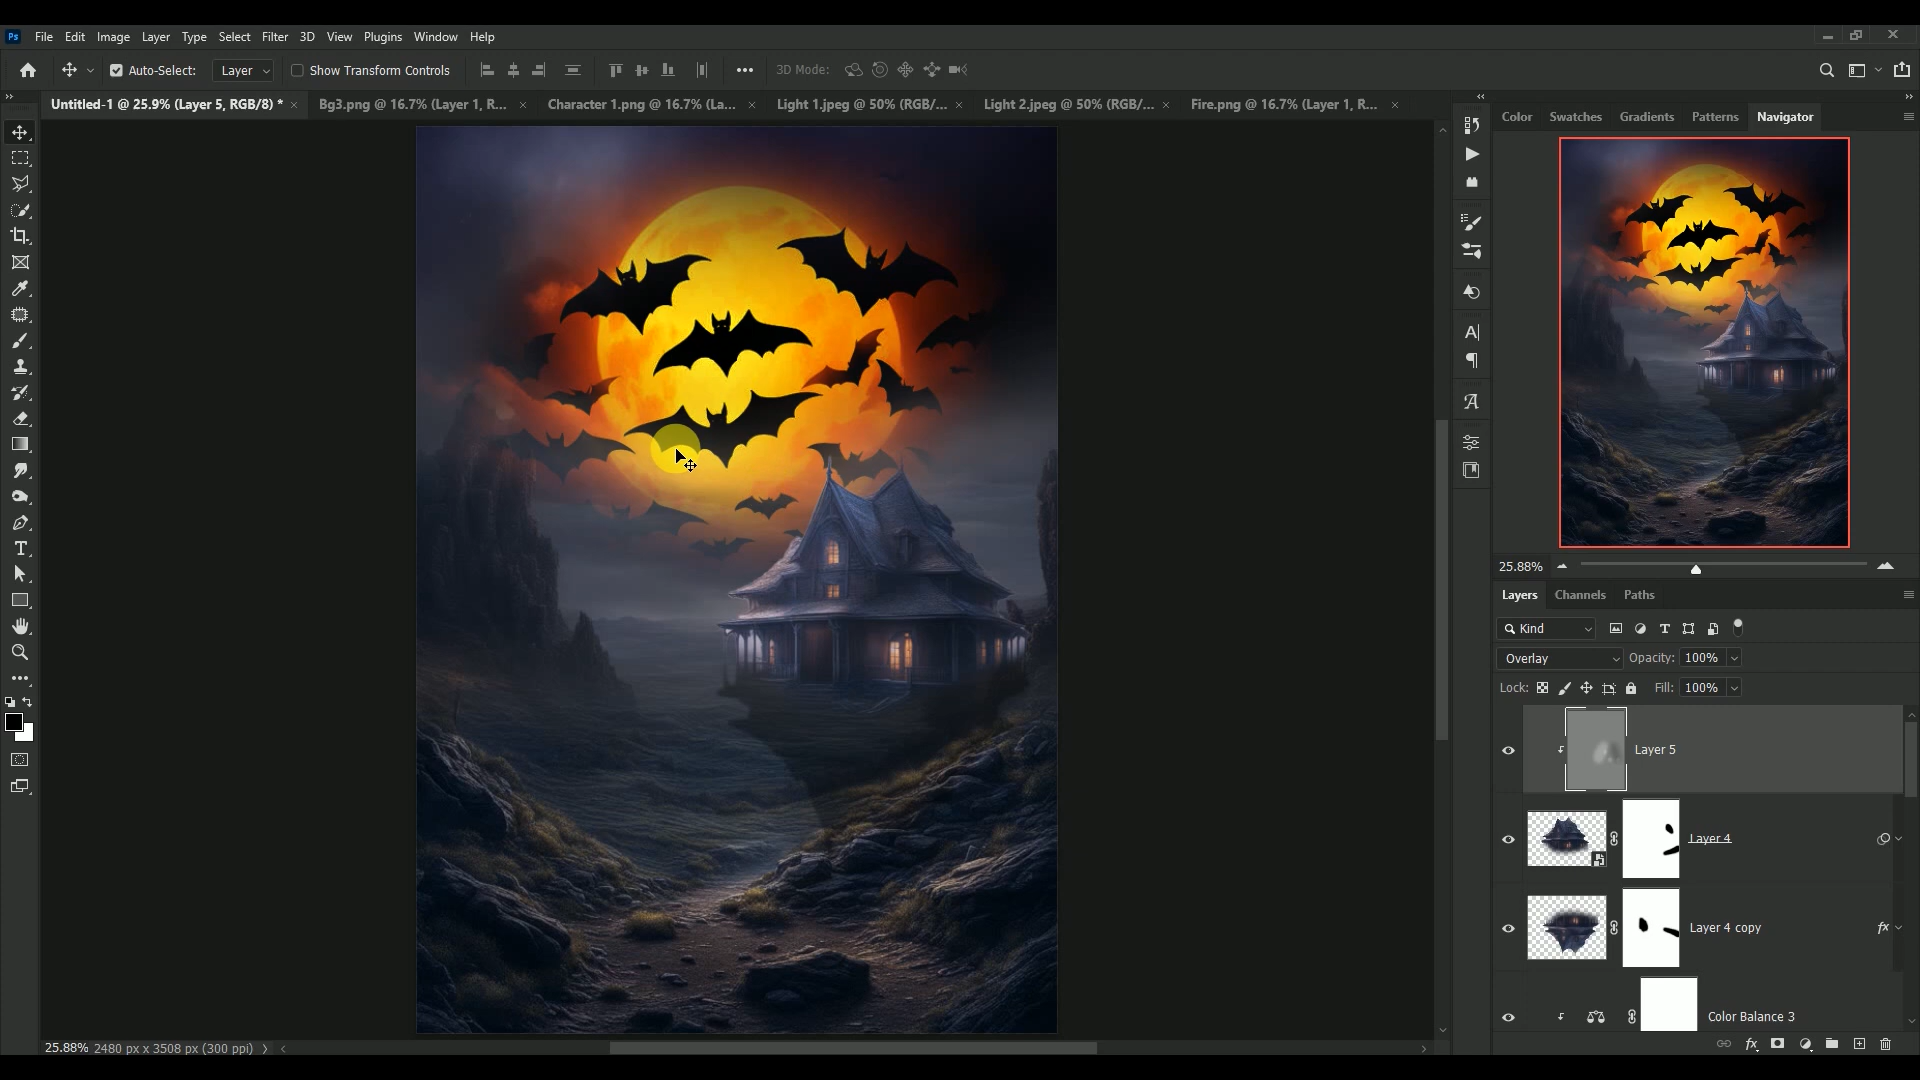 Ps File Edit Image Layer Type Select Filter 3D View Plugins Window Help
Auto-Select: Layer Show Transform Controls 3D Mode:
Untitled-1 @ 25.9% (Layer 5, RGB/8) * Bg3.png @ 16.7% (Layer 1, R... Character 1.png @ 16.7% (La... Light 1.jpeg @ 50% (RGB/... Light 2.jpeg @ 50% (RGB/... Fire.png @ 16.7% (Layer 1, R...
Color Swatches Gradients Patterns Navigator
25.88%
Layers Channels Paths
Kind
Overlay Opacity: 100%
Lock: Fill: 100%
Layer 5
Layer 4
fx
Layer 4 copy
Color Balance 3
fx
25.88% 2480 px x 3508 px (300 ppi)